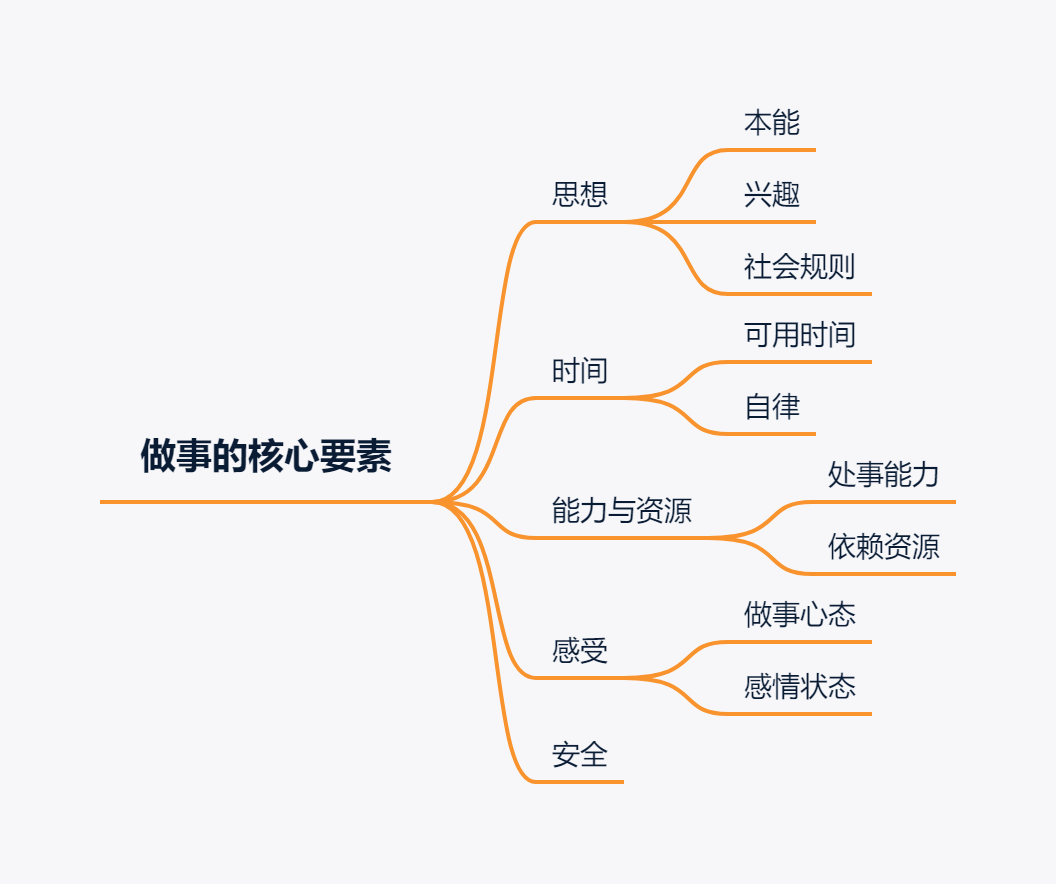 做事的核心要素
思想
本能
兴趣
社会规则
时间
可用时间
自律
能力与资源
处事能力
依赖资源
感受
做事心态
感情状态
安全